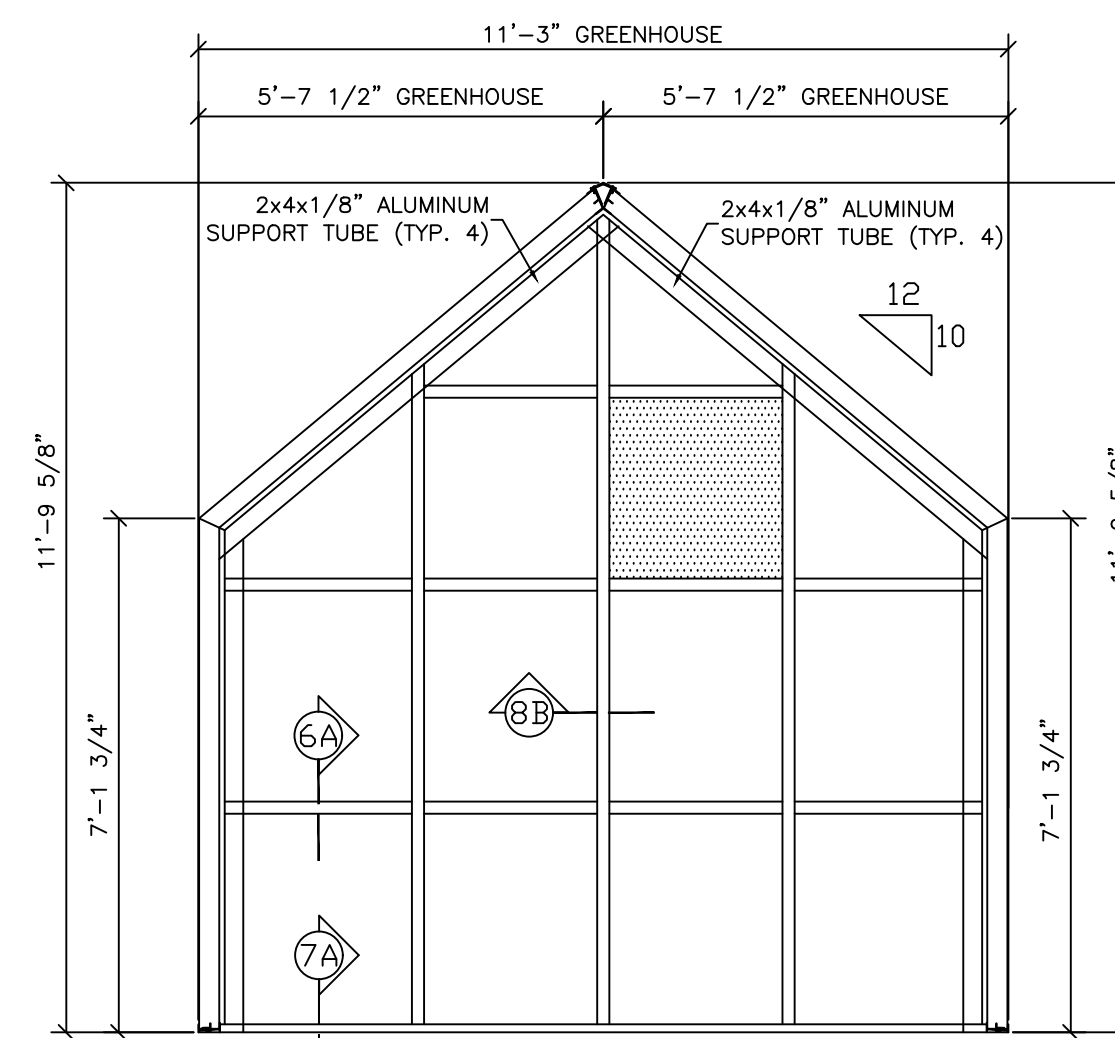 11'-3" GREENHOUSE
5'-7 1/2" GREENHOUSE
5'-7 1/2" GREENHOUSE
2x4x1/8" ALUMINUM
SUPPORT TUBE (TYP. 4)
2x4x1/8" ALUMINUM
SUPPORT TUBE (TYP. 4)
12
10
11'-9 5/8"
7'-1 3/4"
6A
8B
7A
7'-1 3/4"